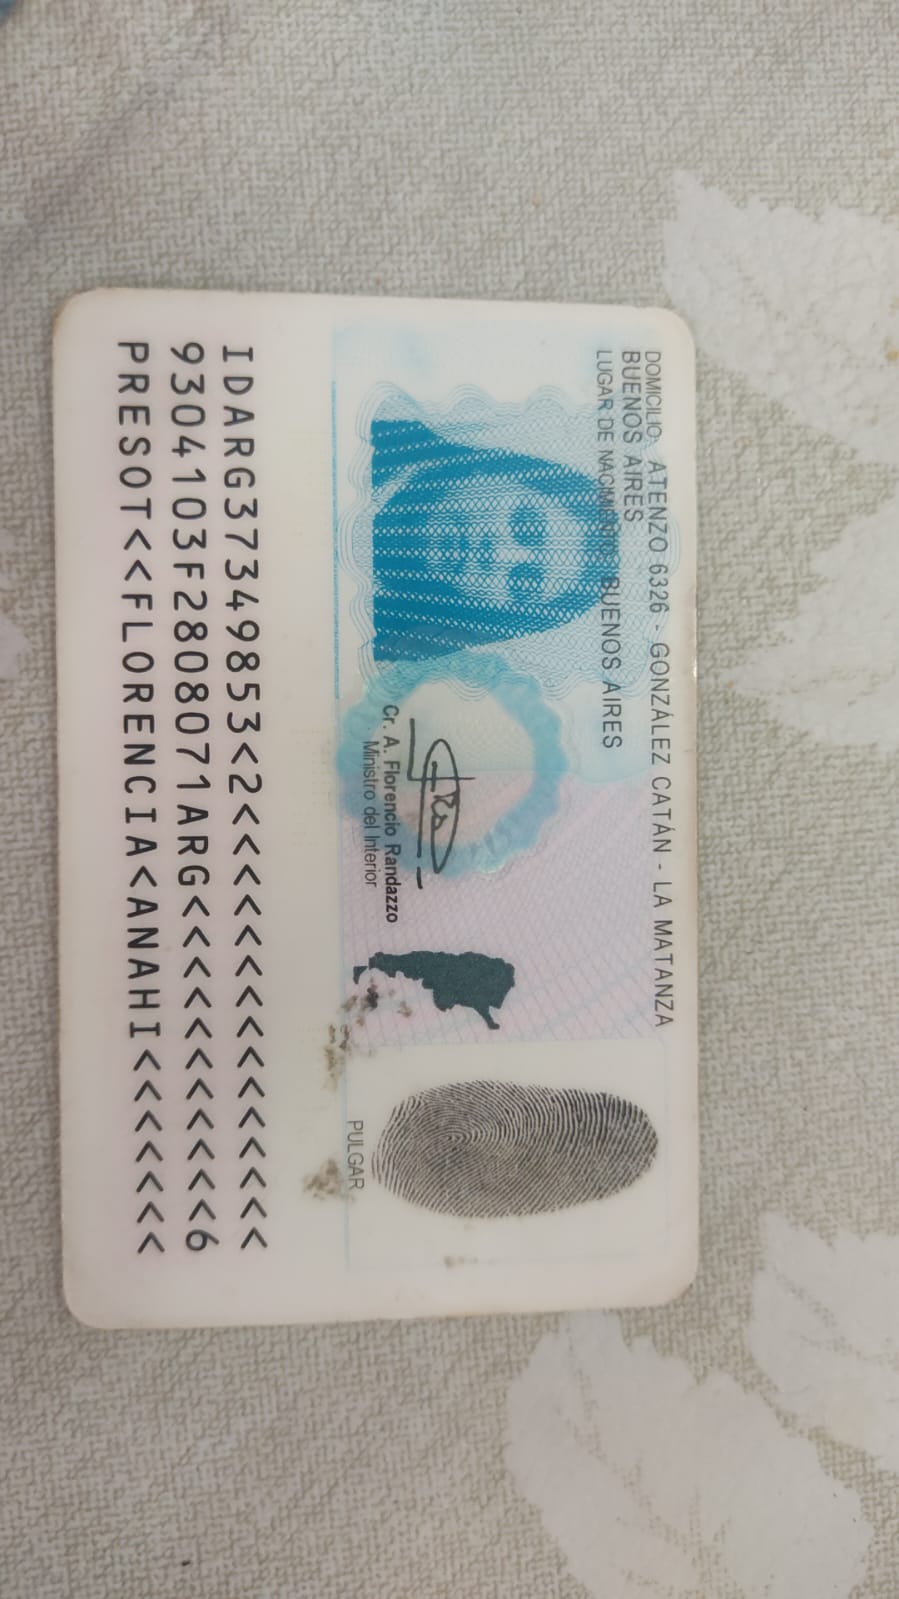 DOMICILIO: ATENZO 6326 - GONZÁLEZ CATÁN - LA MATANZA
BUENOS AIRES
LUGAR DE NACIMIENTO: BUENOS AIRES
Cr. A. Florencio Randazzo
Ministro del Interior
PULGAR
IDARG37349853<2<<<<<<<<<<<<<<<
9304103F2808071ARG<<<<<<<<<<<6
PRESOT<<FLORENCIA<ANAHI<<<<<<<